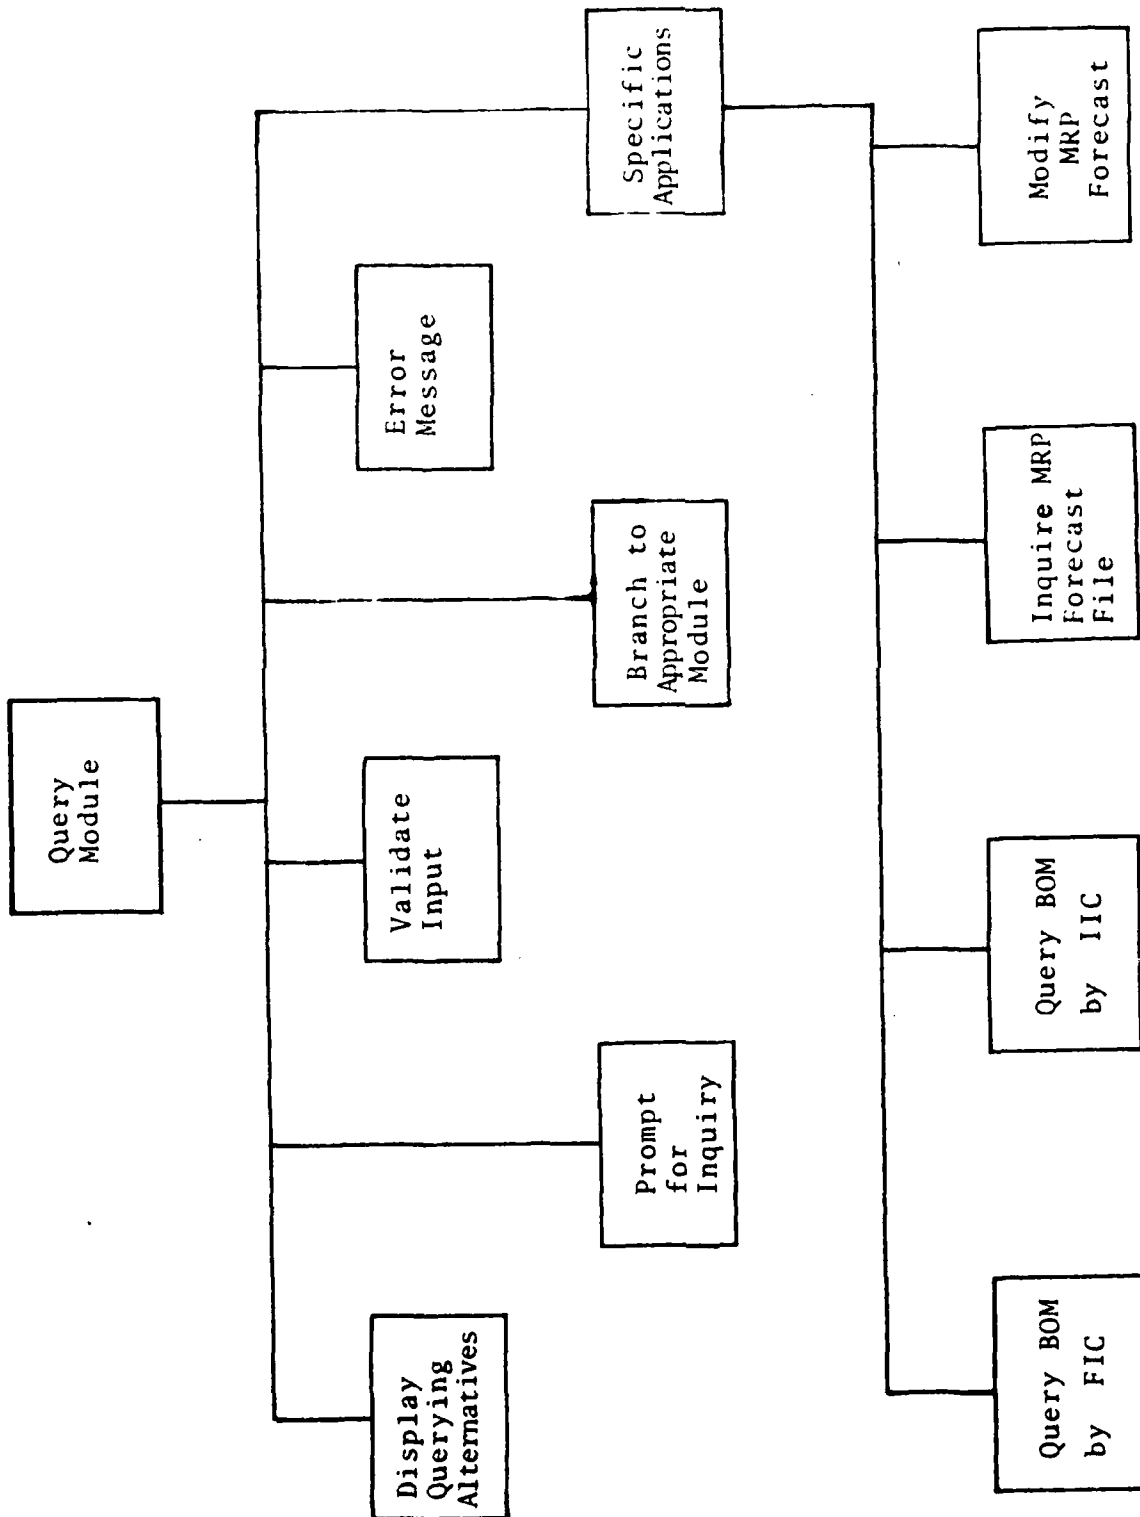 Query
Module
Display
Querying
Alternatives
Prompt
for
Inquiry
Validate
Input
Branch to
Appropriate
Module
Error
Message
Specific
Applications
Query BOM
by FIC
Query BOM
by IIC
Inquire MRP
Forecast
File
Modify
MRP
Forecast